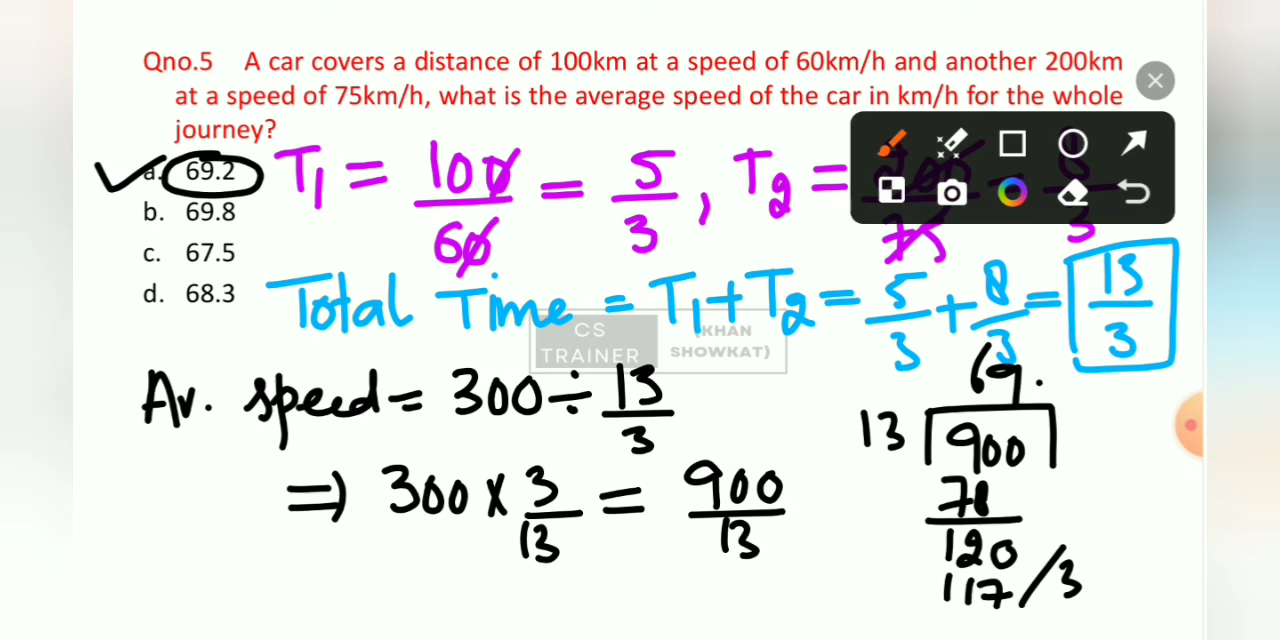 Qno.5 A car covers a distance of 100km at a speed of 60km/h and another 200km
at a speed of 75km/h, what is the average speed of the car in km/h for the whole
journey?
a. 69.2
T₁ = 100/60 = 5/3, T₂ =
b. 69.8
c. 67.5
d. 68.3
Total Time = T₁+T₂ = 5/3 + 8/3 = 13/3
CS TRAINER (KHAN SHOWKAT)
Av. speed = 300 ÷ 13/3
⇒ 300 × 3/13 = 900/13
69.
13 900
78
120
117/3